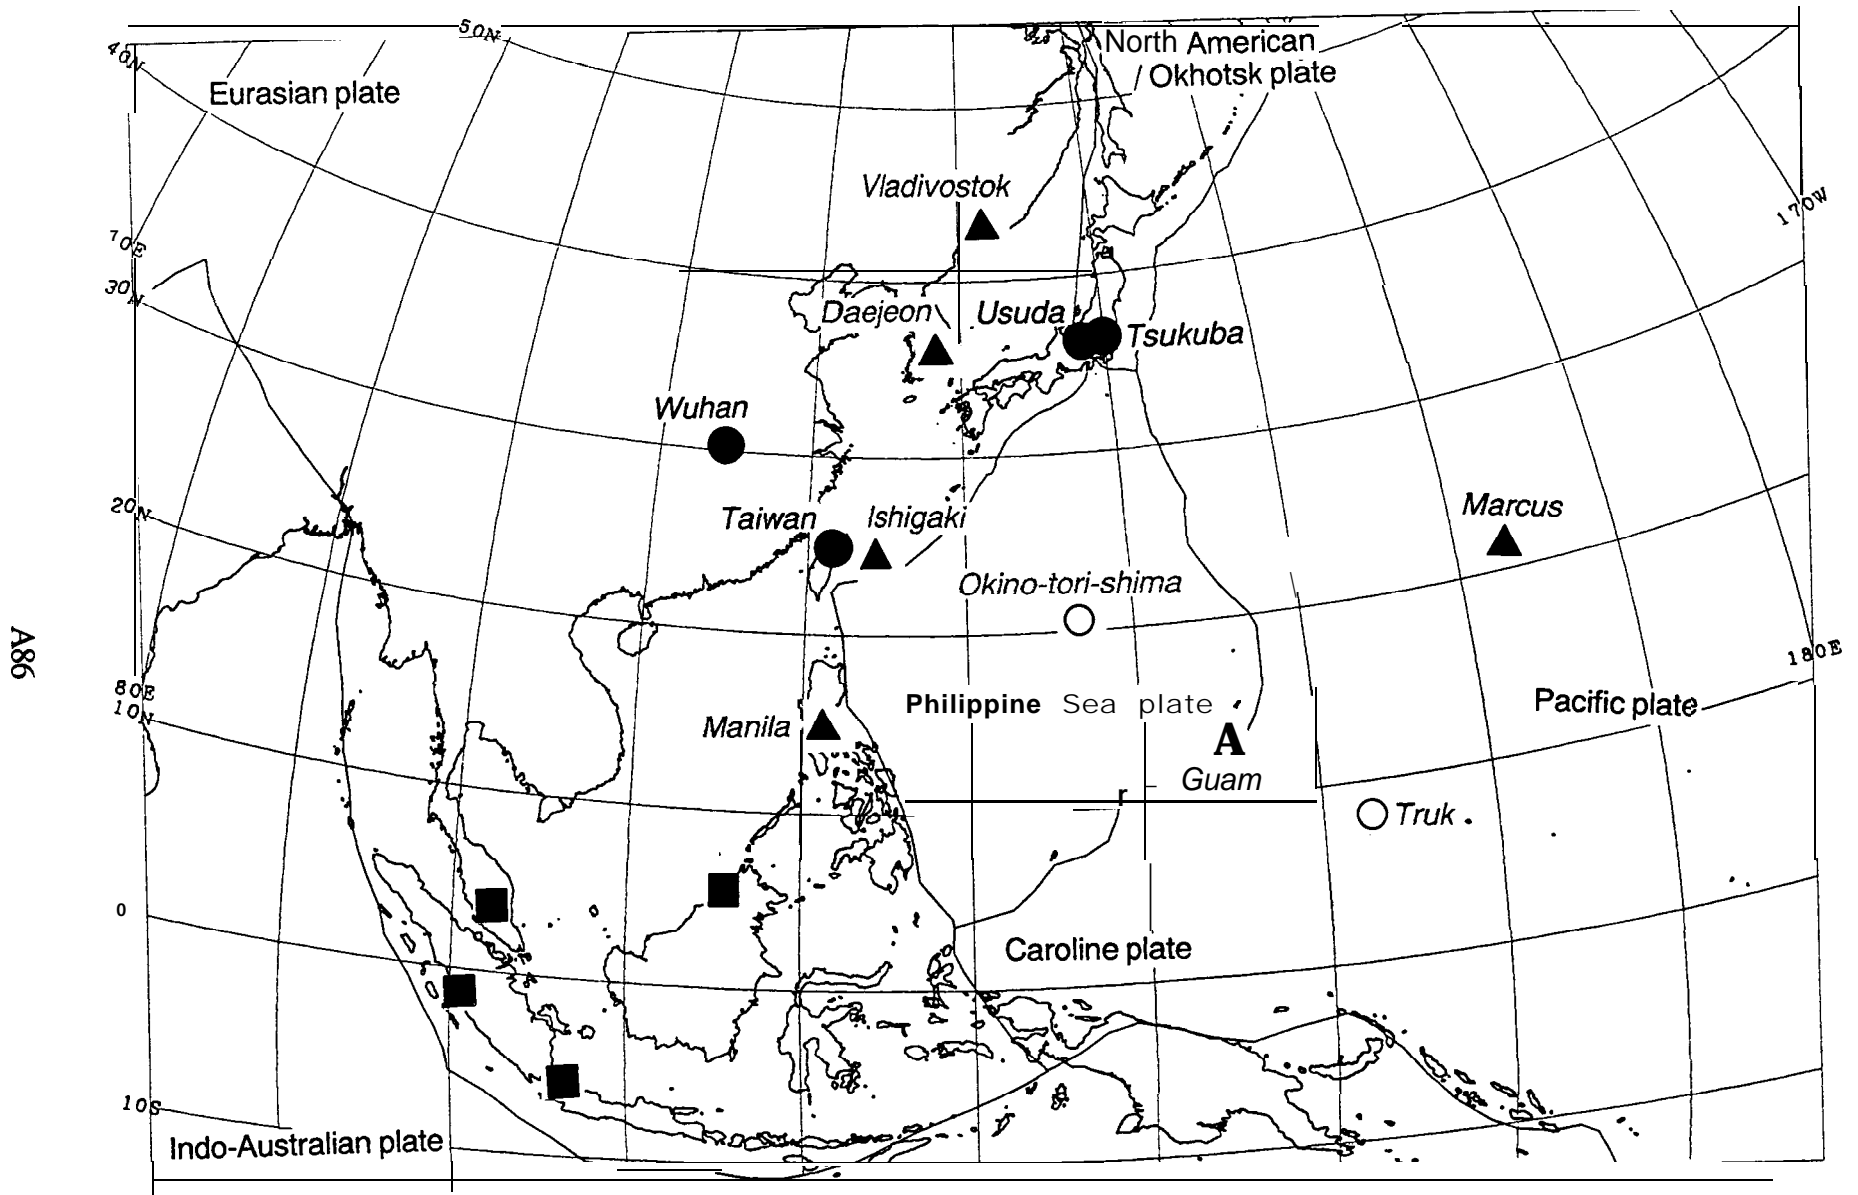 50N
40N
North American
Okhotsk plate
Eurasian plate
Vladivostok
170W
70E
30N
Daejeon
Usuda
Tsukuba
Wuhan
20N
Taiwan
Ishigaki
Marcus
Okino-tori-shima
A86
180E
80E
10N
Philippine Sea plate
Pacific plate
Manila
A
Guam
r
Truk
0
Caroline plate
10S
Indo-Australian plate